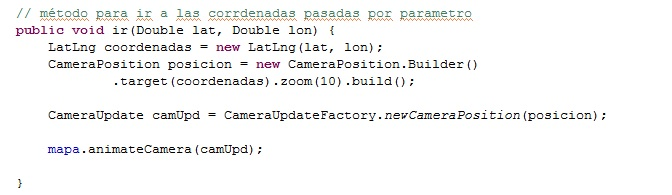 // método para ir a las corrdenadas pasadas por parametro
public void ir(Double lat, Double lon) {
LatLng coordenadas = new LatLng(lat, lon);
CameraPosition posicion = new CameraPosition.Builder()
.target(coordenadas).zoom(10).build();
CameraUpdate camUpd = CameraUpdateFactory.newCameraPosition(posicion);
mapa.animateCamera(camUpd);
}